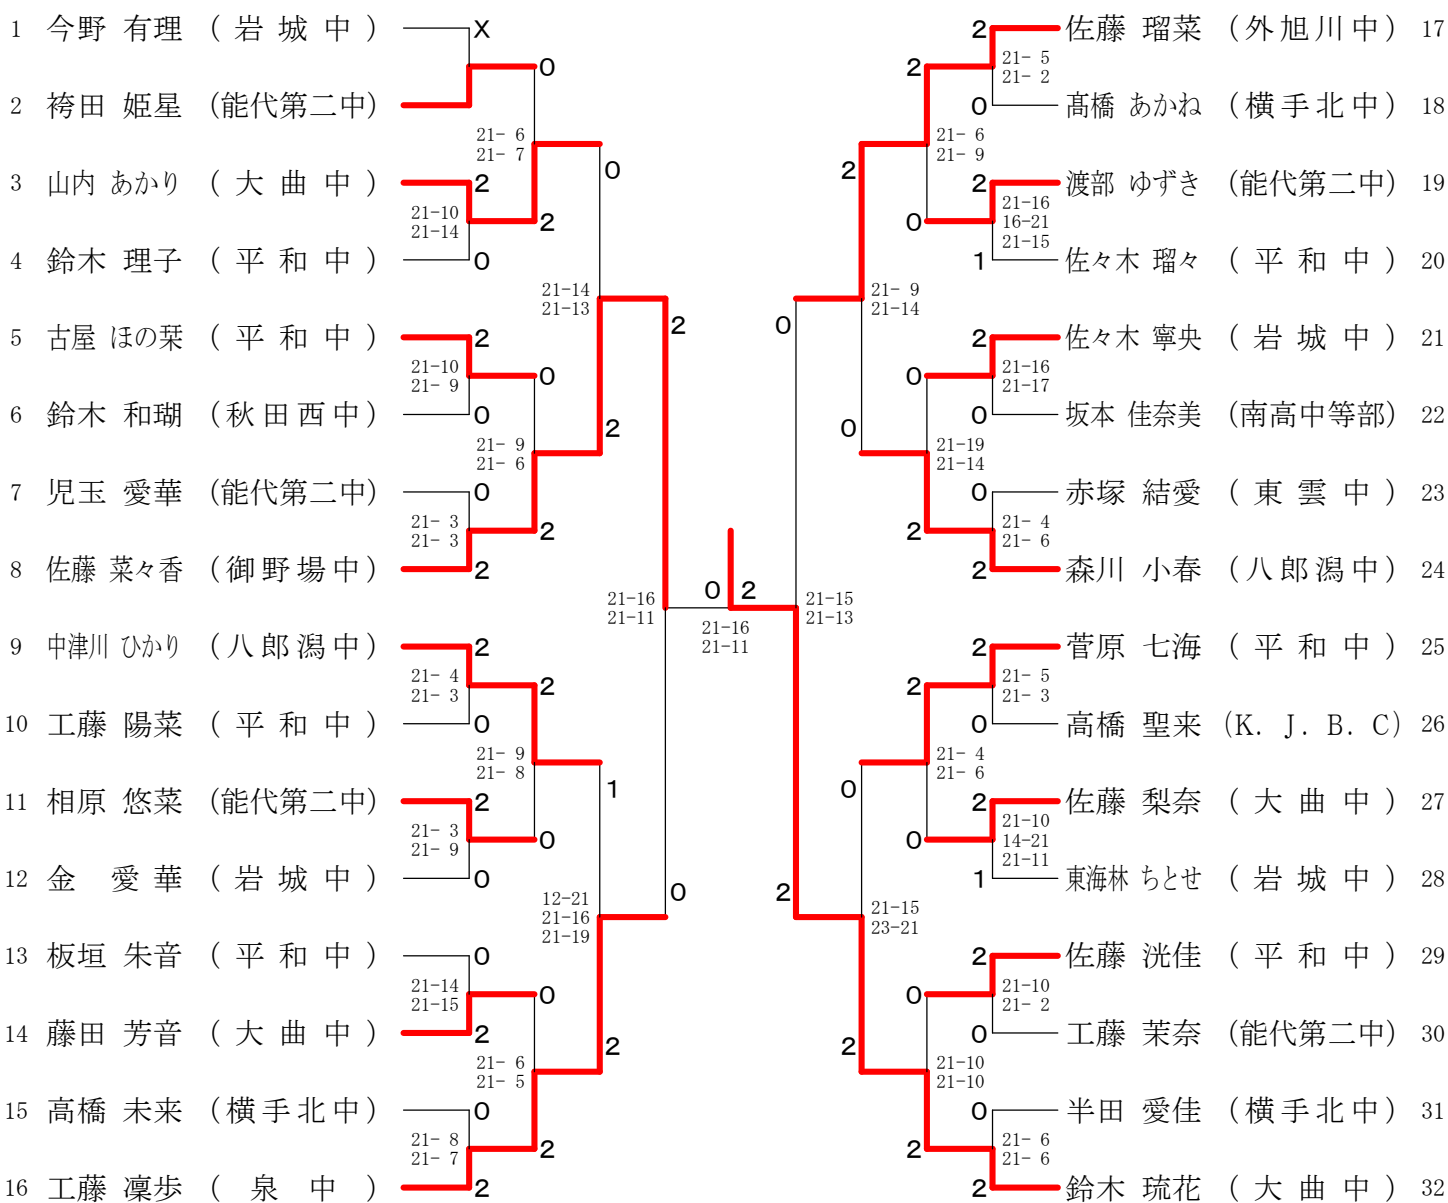 1 今野 有理 ( 岩 城 中 ) X
0
2 袴田 姫星 (能代第二中)
21- 6
21- 7
0
3 山内 あかり ( 大 曲 中 ) 2
21-10
21-14
2
4 鈴木 理子 ( 平 和 中 ) 0
21-14
21-13
2
5 古屋 ほの栞 ( 平 和 中 ) 2
21-10
21- 9
0
6 鈴木 和瑚 (秋田西中) 0
21- 9
21- 6
2
7 児玉 愛華 (能代第二中) 0
21- 3
21- 3
2
8 佐藤 菜々香 (御野場中) 2
21-16
21-11
9 中津川 ひかり (八郎潟中) 2
21- 4
21- 3
2
10 工藤 陽菜 ( 平 和 中 ) 0
21- 9
21- 8
1
11 相原 悠菜 (能代第二中) 2
21- 3
21- 9
0
12 金 愛華 ( 岩 城 中 ) 0
12-21
21-16
21-19
0
13 板垣 朱音 ( 平 和 中 ) 0
21-14
21-15
0
14 藤田 芳音 ( 大 曲 中 ) 2
21- 6
21- 5
2
15 高橋 未来 (横手北中) 0
21- 8
21- 7
2
16 工藤 凜歩 ( 泉 中 ) 2
0 2
21-16
21-11
2 佐藤 瑠菜 (外旭川中) 17
2
21- 5
21- 2
0 髙橋 あかね (横手北中) 18
2
21- 6
21- 9
2 渡部 ゆずき (能代第二中) 19
0
21-16
16-21
21-15
1 佐々木 瑠々 ( 平 和 中 ) 20
0
21- 9
21-14
2 佐々木 寧央 ( 岩 城 中 ) 21
0
21-16
21-17
0 坂本 佳奈美 (南高中等部) 22
0
21-19
21-14
0 赤塚 結愛 ( 東 雲 中 ) 23
2
21- 4
21- 6
2 森川 小春 (八郎潟中) 24
21-15
21-13
2 菅原 七海 ( 平 和 中 ) 25
2
21- 5
21- 3
0 高橋 聖来 (K. J. B. C) 26
0
21- 4
21- 6
2 佐藤 梨奈 ( 大 曲 中 ) 27
0
21-10
14-21
21-11
1 東海林 ちとせ ( 岩 城 中 ) 28
2
21-15
23-21
2 佐藤 洸佳 ( 平 和 中 ) 29
0
21-10
21- 2
0 工藤 茉奈 (能代第二中) 30
2
21-10
21-10
0 半田 愛佳 (横手北中) 31
2
21- 6
21- 6
2 鈴木 琉花 ( 大 曲 中 ) 32